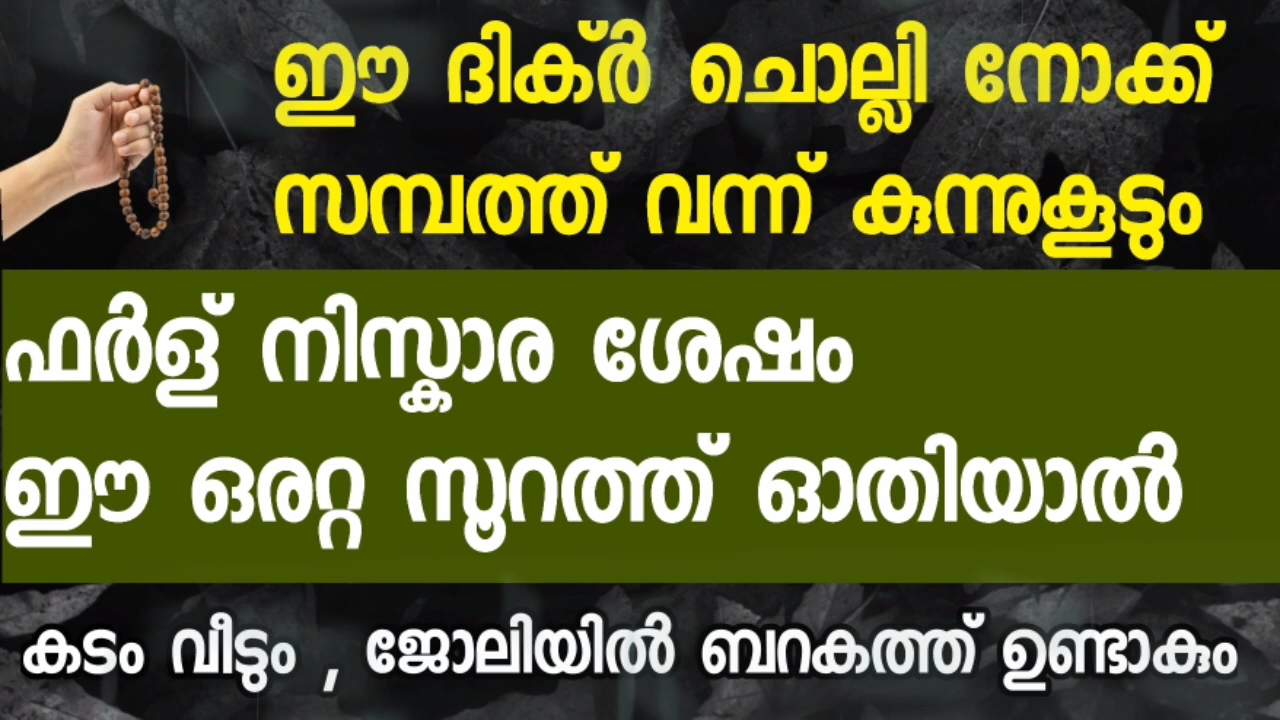 ഈ ദിക്ർ ചൊല്ലി നോക്ക്
സമ്പത്ത് വന്ന് കുന്നുകൂടും
ഫർള് നിസ്കാര ശേഷം
ഈ ഒരറ്റ സൂറത്ത് ഓതിയാൽ
കടം വീടും , ജോലിയിൽ ബറകത്ത് ഉണ്ടാകും